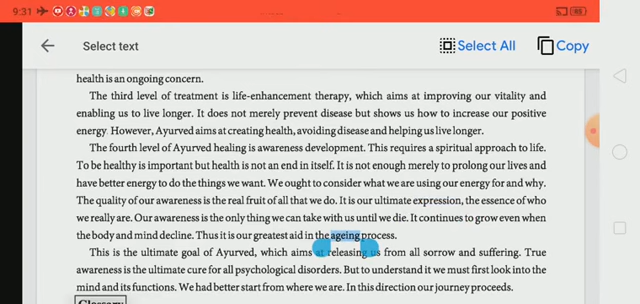 9:31
Select text
Select All
Copy
health is an ongoing concern.
The third level of treatment is life-enhancement therapy, which aims at improving our vitality and
enabling us to live longer. It does not merely prevent disease but shows us how to increase our positive
energy. However, Ayurved aims at creating health, avoiding disease and helping us live longer.
The fourth level of Ayurved healing is awareness development. This requires a spiritual approach to life.
To be healthy is important but health is not an end in itself. It is not enough merely to prolong our lives and
have better energy to do the things we want. We ought to consider what we are using our energy for and why.
The quality of our awareness is the real fruit of all that we do. It is our ultimate expression, the essence of who
we really are. Our awareness is the only thing we can take with us until we die. It continues to grow even when
the body and mind decline. Thus it is our greatest aid in the ageing process.
This is the ultimate goal of Ayurved, which aims at releasing us from all sorrow and suffering. True
awareness is the ultimate cure for all psychological disorders. But to understand it we must first look into the
mind and its functions. We had better start from where we are. In this direction our journey proceeds.
Glossary